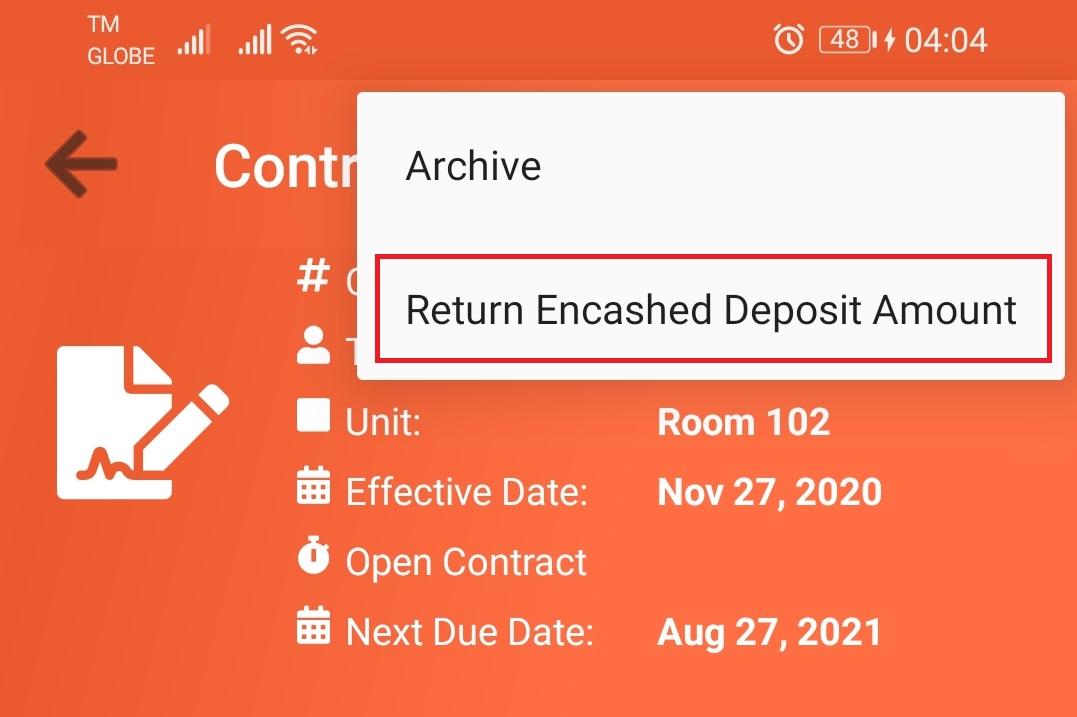 TM
GLOBE
48 04:04
Contr
Archive
#
Return Encashed Deposit Amount
Unit: Room 102
Effective Date: Nov 27, 2020
Open Contract
Next Due Date: Aug 27, 2021